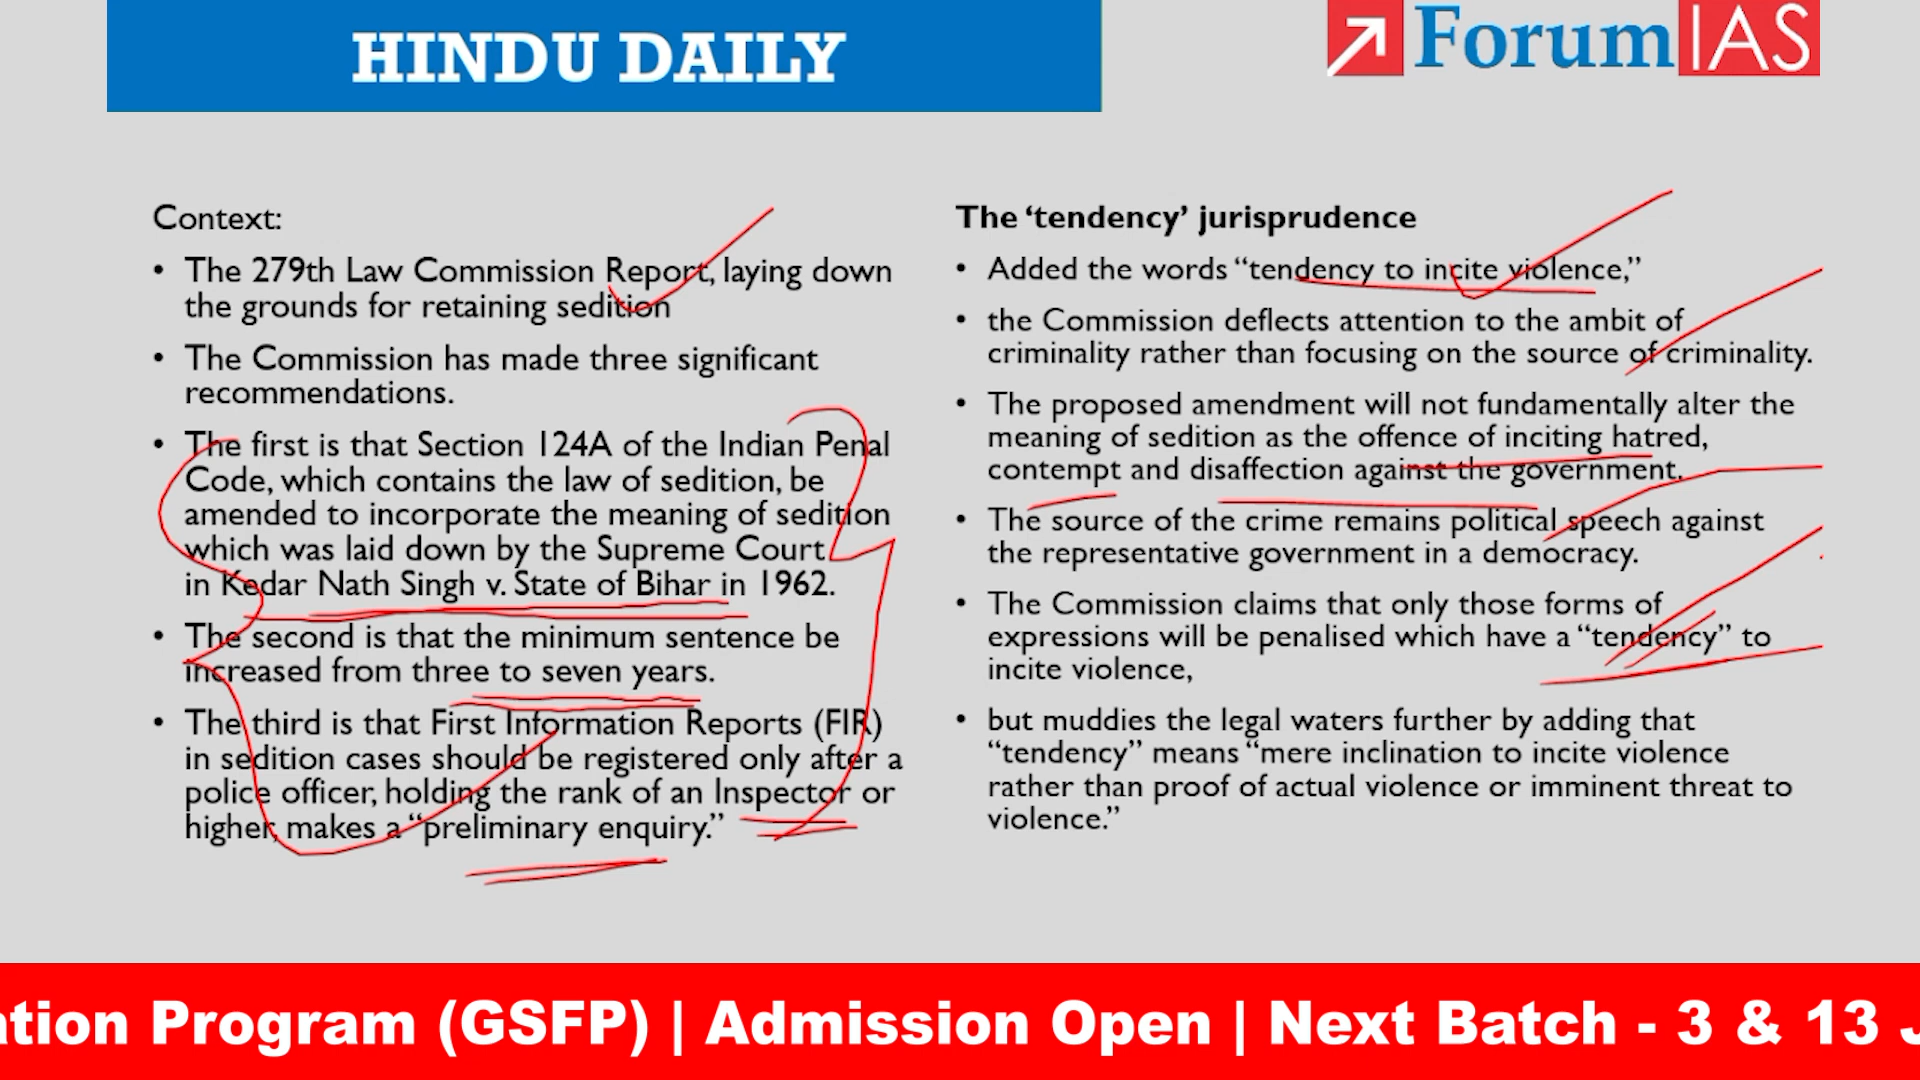 HINDU DAILY
ForumIAS
Context:
• The 279th Law Commission Report, laying down
the grounds for retaining sedition
• The Commission has made three significant
recommendations.
• The first is that Section 124A of the Indian Penal
Code, which contains the law of sedition, be
amended to incorporate the meaning of sedition
which was laid down by the Supreme Court
in Kedar Nath Singh v. State of Bihar in 1962.
• The second is that the minimum sentence be
increased from three to seven years.
• The third is that First Information Reports (FIR)
in sedition cases should be registered only after a
police officer, holding the rank of an Inspector or
higher, makes a “preliminary enquiry.”
The ‘tendency’ jurisprudence
• Added the words “tendency to incite violence,”
• the Commission deflects attention to the ambit of
criminality rather than focusing on the source of criminality.
• The proposed amendment will not fundamentally alter the
meaning of sedition as the offence of inciting hatred,
contempt and disaffection against the government.
• The source of the crime remains political speech against
the representative government in a democracy.
• The Commission claims that only those forms of
expressions will be penalised which have a “tendency” to
incite violence,
• but muddies the legal waters further by adding that
“tendency” means “mere inclination to incite violence
rather than proof of actual violence or imminent threat to
violence.”
ation Program (GSFP) | Admission Open | Next Batch - 3 & 13 J